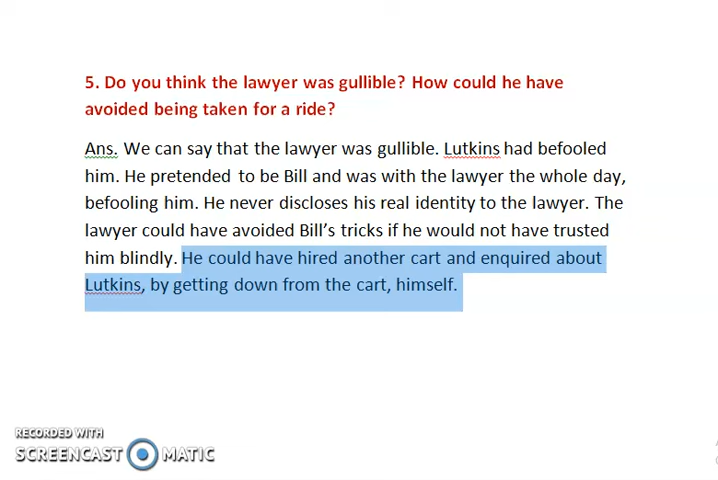 5. Do you think the lawyer was gullible? How could he have
avoided being taken for a ride?
Ans. We can say that the lawyer was gullible. Lutkins had befooled
him. He pretended to be Bill and was with the lawyer the whole day,
befooling him. He never discloses his real identity to the lawyer. The
lawyer could have avoided Bill's tricks if he would not have trusted
him blindly. He could have hired another cart and enquired about
Lutkins, by getting down from the cart, himself.
RECORDED WITH
SCREENCAST MATIC